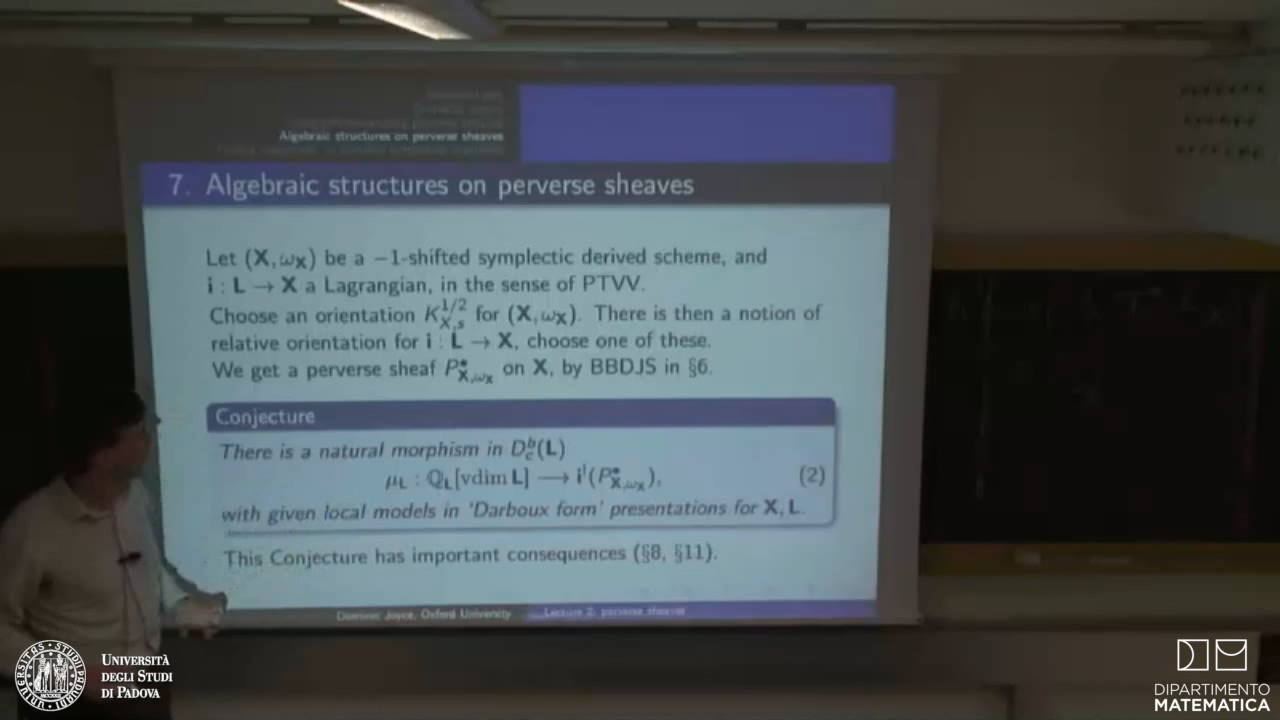 Algebraic structures on perverse sheaves
7. Algebraic structures on perverse sheaves
Let (X, ω_X) be a −1-shifted symplectic derived scheme, and
i : L → X a Lagrangian, in the sense of PTVV.
Choose an orientation K^{1/2}_{X,s} for (X, ω_X). There is then a notion of
relative orientation for i : L → X, choose one of these.
We get a perverse sheaf P^•_{X,ω_X} on X, by BBDJS in §6.
Conjecture
There is a natural morphism in D^b_c(L)
μ_L : ℚ_L[vdim L] ⟶ i^!(P^•_{X,ω_X}), (2)
with given local models in 'Darboux form' presentations for X, L.
This Conjecture has important consequences (§8, §11).
Dominic Joyce, Oxford University Lecture 2: perverse sheaves
UNIVERSITÀ
DEGLI STUDI
DI PADOVA
DIPARTIMENTO
MATEMATICA